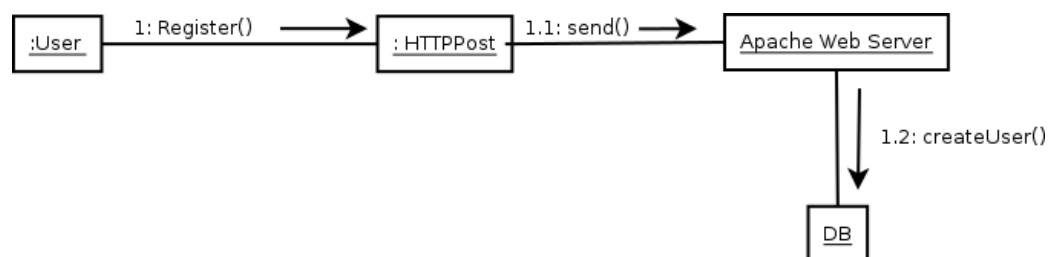 :User
1: Register()
: HTTPPost
1.1: send()
Apache Web Server
1.2: createUser()
DB